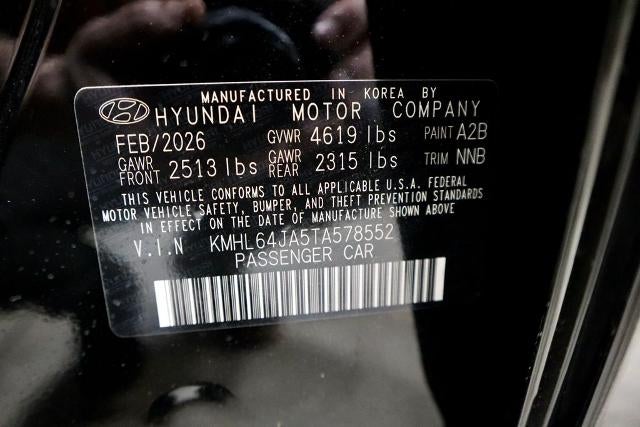 MANUFACTURED IN KOREA BY
HYUNDAI MOTOR COMPANY
FEB/2026 GVWR 4619 lbs PAINT A2B
GAWR FRONT 2513 lbs GAWR REAR 2315 lbs TRIM NNB
THIS VEHICLE CONFORMS TO ALL APPLICABLE U.S.A. FEDERAL
MOTOR VEHICLE SAFETY, BUMPER, AND THEFT PREVENTION STANDARDS
IN EFFECT ON THE DATE OF MANUFACTURE SHOWN ABOVE
V.I.N KMHL64JA5TA578552
PASSENGER CAR